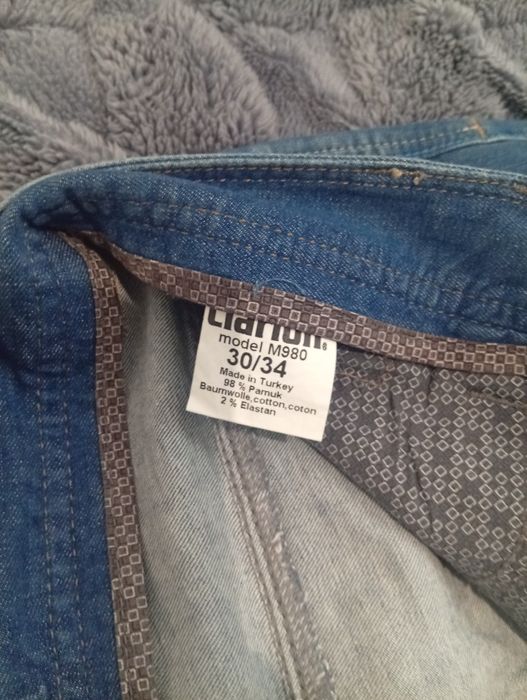 Clarion®
model M980
30/34
Made in Turkey
98 % Pamuk
Baumwolle,cotton,coton
2 % Elastan